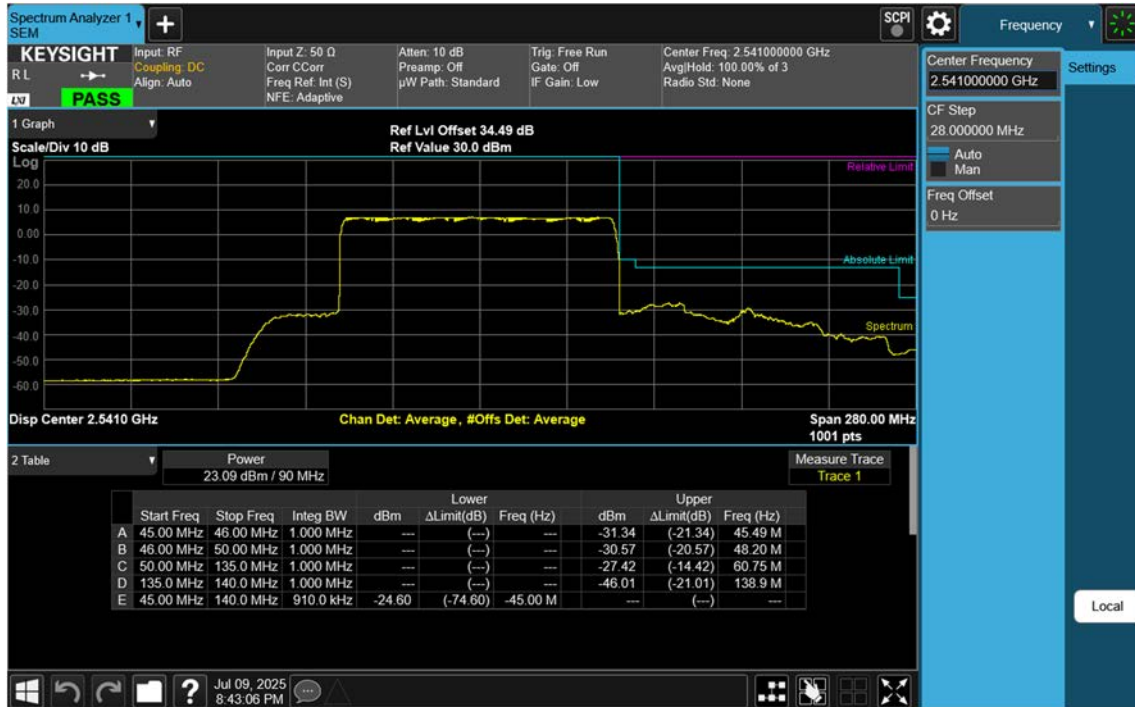 Spectrum Analyzer 1
SEM
+
SCPI
Frequency
KEYSIGHT
R L
LXI
PASS
Input: RF
Coupling: DC
Align: Auto
Input Z: 50 Ω
Corr CCorr
Freq Ref: Int (S)
NFE: Adaptive
Atten: 10 dB
Preamp: Off
µW Path: Standard
Trig: Free Run
Gate: Off
IF Gain: Low
Center Freq: 2.541000000 GHz
Avg|Hold: 100.00% of 3
Radio Std: None
Center Frequency
2.541000000 GHz
Settings
CF Step
28.000000 MHz
Auto
Man
Freq Offset
0 Hz
1 Graph
Scale/Div 10 dB
Ref Lvl Offset 34.49 dB
Ref Value 30.0 dBm
Log
Relative Limit
20.0
10.0
0.00
-10.0
Absolute Limit
-20.0
-30.0
Spectrum
-40.0
-50.0
-60.0
Disp Center 2.5410 GHz
Chan Det: Average, #Offs Det: Average
Span 280.00 MHz
1001 pts
2 Table
Power
23.09 dBm / 90 MHz
Measure Trace
Trace 1
Lower Upper
Start Freq Stop Freq Integ BW dBm ΔLimit(dB) Freq (Hz) dBm ΔLimit(dB) Freq (Hz)
A 45.00 MHz 46.00 MHz 1.000 MHz --- (---) --- -31.34 (-21.34) 45.49 M
B 46.00 MHz 50.00 MHz 1.000 MHz --- (---) --- -30.57 (-20.57) 48.20 M
C 50.00 MHz 135.0 MHz 1.000 MHz --- (---) --- -27.42 (-14.42) 60.75 M
D 135.0 MHz 140.0 MHz 1.000 MHz --- (---) --- -46.01 (-21.01) 138.9 M
E 45.00 MHz 140.0 MHz 910.0 kHz -24.60 (-74.60) -45.00 M --- (---) ---
Local
?
Jul 09, 2025
8:43:06 PM